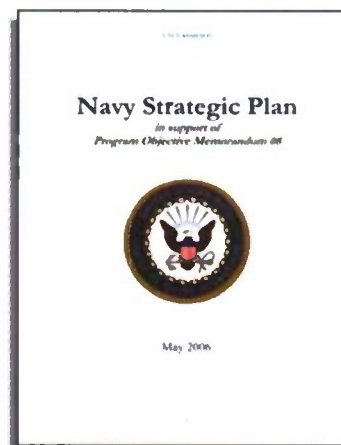 Navy Strategic Plan
in support of
Program Objective Memorandum 08
May 2006